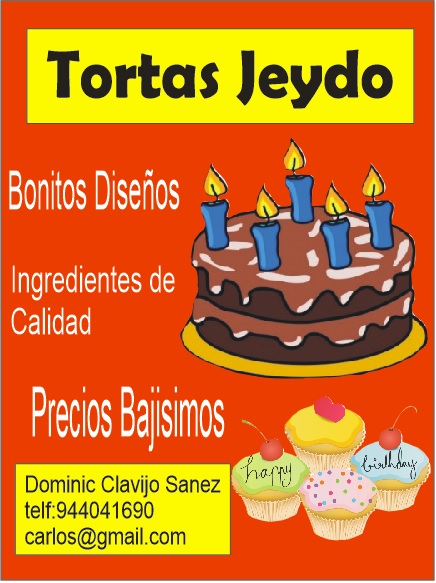 Tortas Jeydo
Bonitos Diseños
Ingredientes de
Calidad
Precios Bajisimos
happy
birthday
Dominic Clavijo Sanez
telf:944041690
carlos@gmail.com